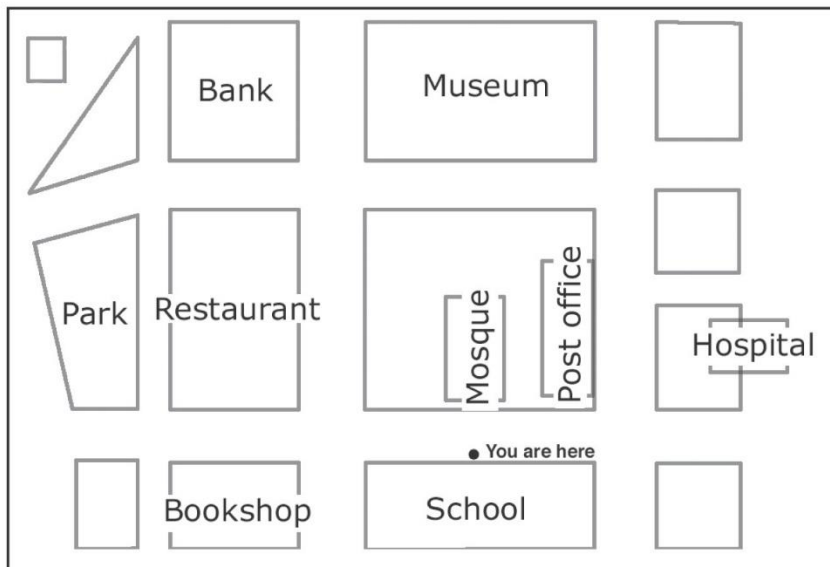 Bank
Museum
Park
Restaurant
Mosque
Post office
Hospital
You are here
Bookshop
School